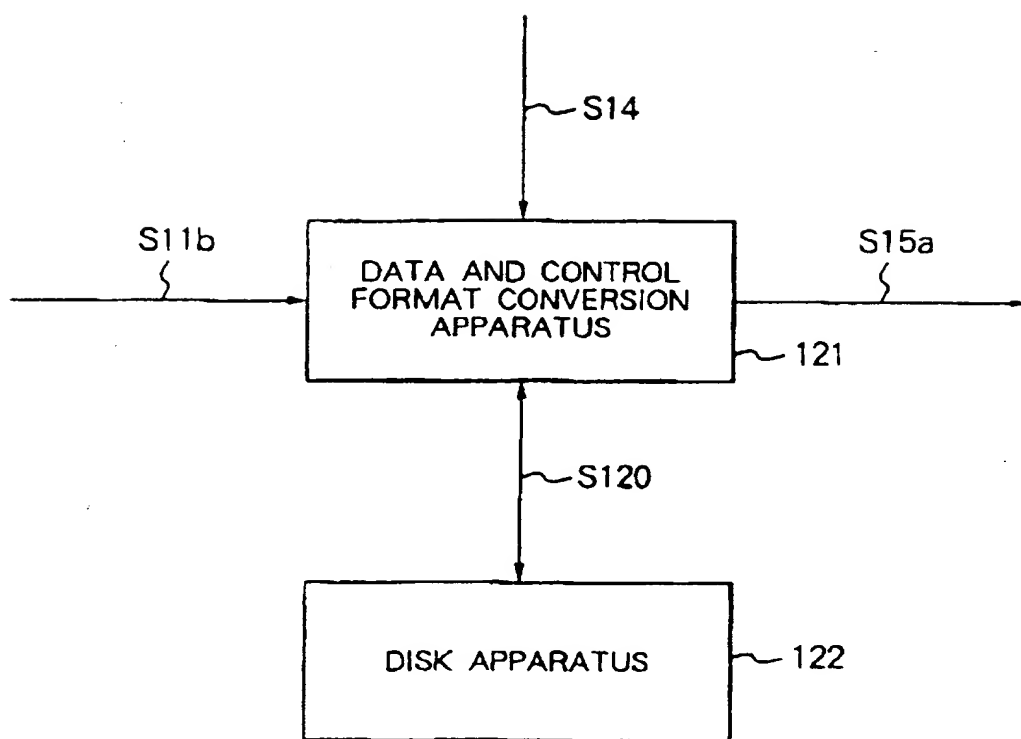 S14
S11b
S15a
DATA AND CONTROL
FORMAT CONVERSION
APPARATUS
121
S120
DISK APPARATUS
122